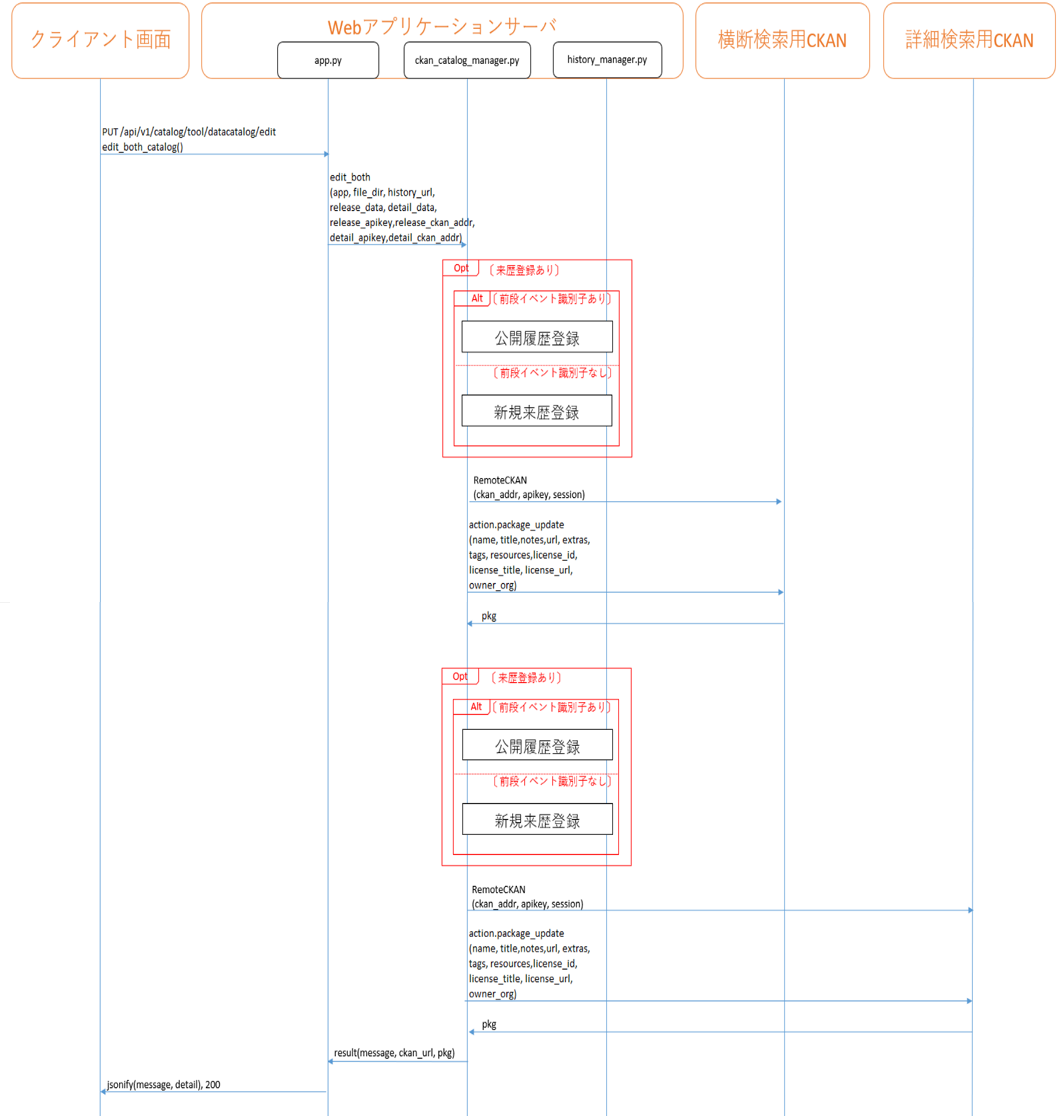 クライアント画面
Webアプリケーションサーバ
app.py
ckan_catalog_manager.py
history_manager.py
横断検索用CKAN
詳細検索用CKAN
PUT /api/v1/catalog/tool/datacatalog/edit
edit_both_catalog()
edit_both
(app, file_dir, history_url,
release_data, detail_data,
release_apikey,release_ckan_addr,
detail_apikey,detail_ckan_addr)
Opt
〔来歴登録あり〕
Alt
〔前段イベント識別子あり〕
公開履歴登録
〔前段イベント識別子なし〕
新規来歴登録
RemoteCKAN
(ckan_addr, apikey, session)
action.package_update
(name, title,notes,url, extras,
tags, resources,license_id,
license_title, license_url,
owner_org)
pkg
Opt
〔来歴登録あり〕
Alt
〔前段イベント識別子あり〕
公開履歴登録
〔前段イベント識別子なし〕
新規来歴登録
RemoteCKAN
(ckan_addr, apikey, session)
action.package_update
(name, title,notes,url, extras,
tags, resources,license_id,
license_title, license_url,
owner_org)
pkg
result(message, ckan_url, pkg)
jsonify(message, detail), 200